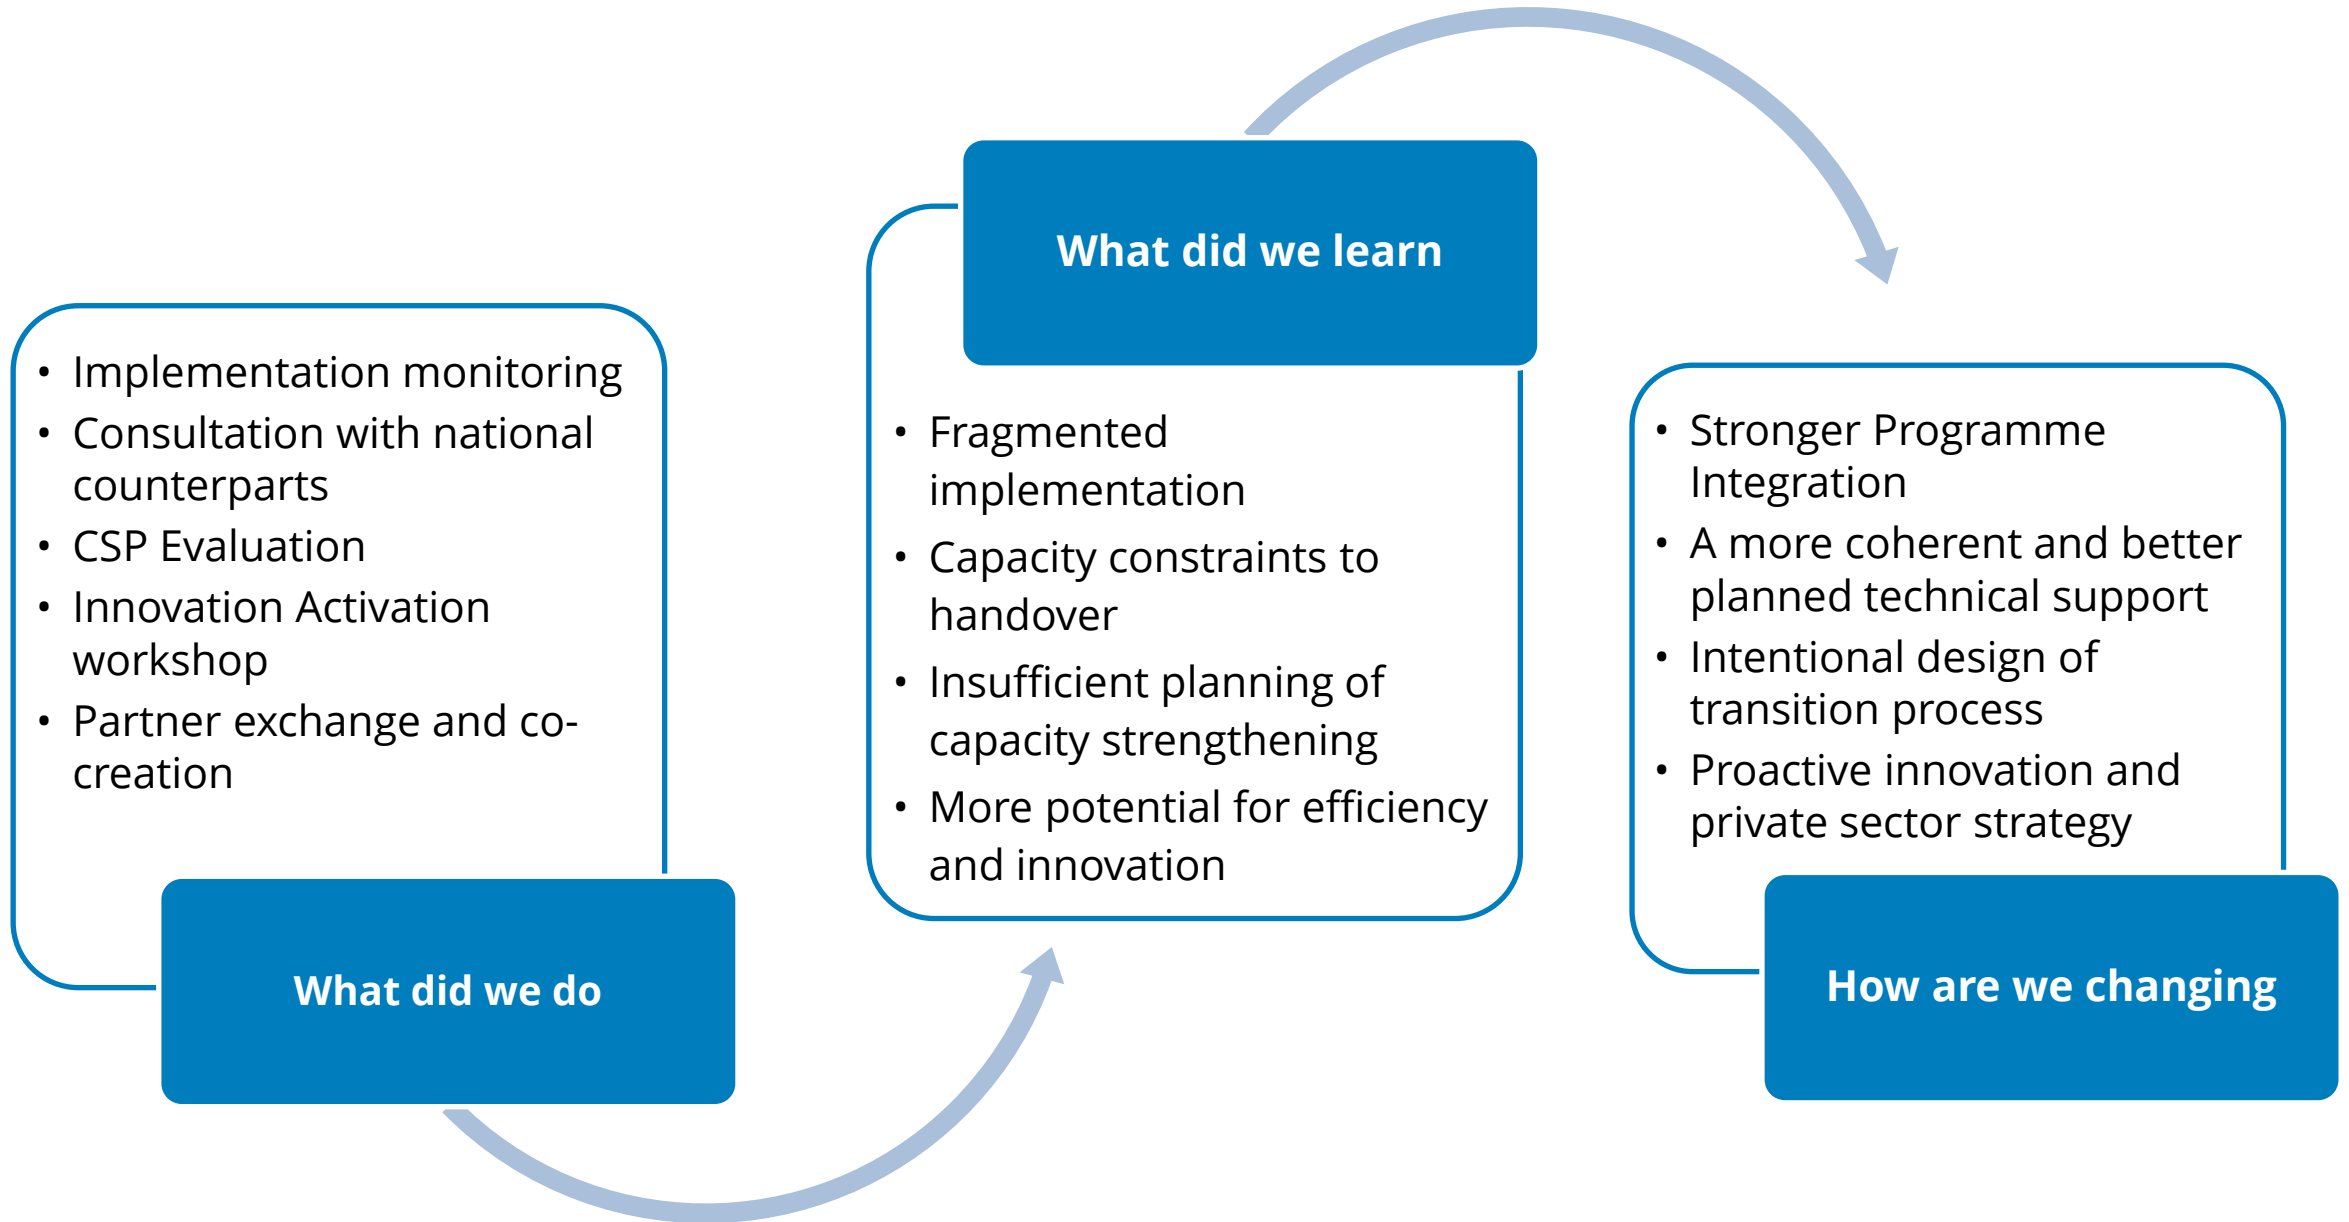 • Implementation monitoring
• Consultation with national
counterparts
• CSP Evaluation
• Innovation Activation
workshop
• Partner exchange and co-
creation
What did we do
What did we learn
• Fragmented
implementation
• Capacity constraints to
handover
• Insufficient planning of
capacity strengthening
• More potential for efficiency
and innovation
• Stronger Programme
Integration
• A more coherent and better
planned technical support
• Intentional design of
transition process
• Proactive innovation and
private sector strategy
How are we changing